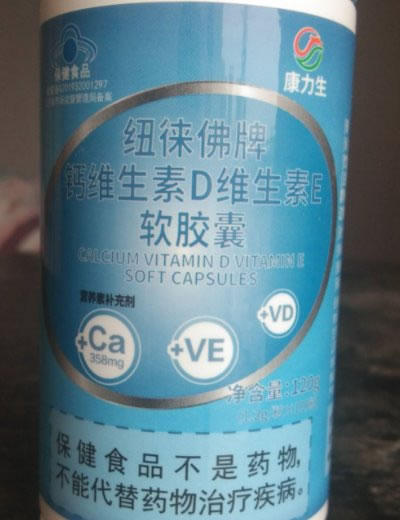 保健食品
康力生
纽徕佛牌
钙维生素D维生素E
软胶囊
CALCIUM VITAMIN D VITAMIN E
SOFT CAPSULES
营养素补充剂
+Ca
358mg
+VE
+VD
净含量:120g
保健食品不是药物,
不能代替药物治疗疾病。